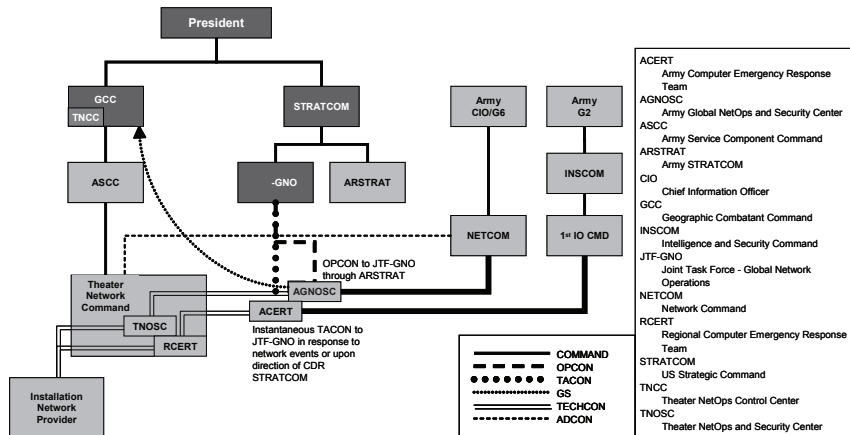 President
GCC
TNCC
STRATCOM
Army
CIO/G6
Army
G2
ASCC
-GNO
ARSTRAT
INSCOM
NETCOM
1st IO CMD
OPCON to JTF-GNO
through ARSTRAT
Theater
Network
Command
AGNOSC
ACERT
TNOSC
RCERT
Instantaneous TACON to
JTF-GNO in response to
network events or upon
direction of CDR
STRATCOM
Installation
Network
Provider
COMMAND
OPCON
TACON
GS
TECHCON
ADCON
ACERT
Army Computer Emergency Response
Team
AGNOSC
Army Global NetOps and Security Center
ASCC
Army Service Component Command
ARSTRAT
Army STRATCOM
CIO
Chief Information Officer
GCC
Geographic Combatant Command
INSCOM
Intelligence and Security Command
JTF-GNO
Joint Task Force - Global Network
Operations
NETCOM
Network Command
RCERT
Regional Computer Emergency Response
Team
STRATCOM
US Strategic Command
TNCC
Theater NetOps Control Center
TNOSC
Theater NetOps and Security Center